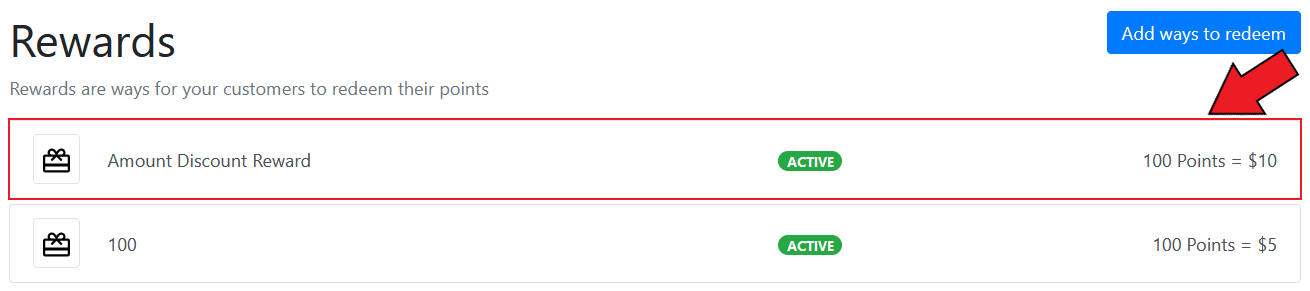 Rewards
Add ways to redeem
Rewards are ways for your customers to redeem their points
Amount Discount Reward ACTIVE 100 Points = $10
100 ACTIVE 100 Points = $5